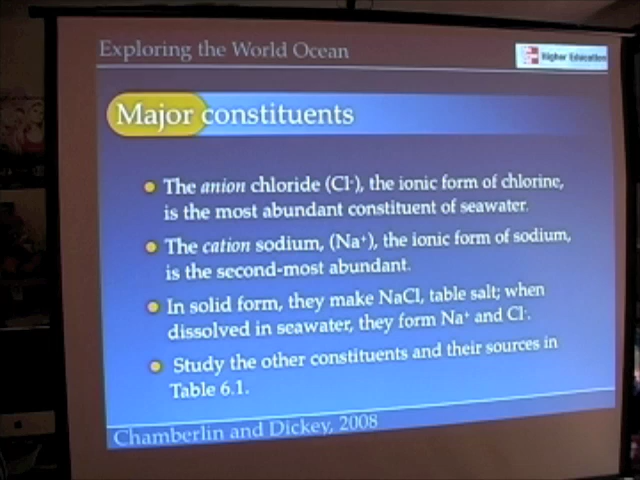 Exploring the World Ocean
Higher Education
Major constituents
The anion chloride (Cl-), the ionic form of chlorine,
is the most abundant constituent of seawater.
The cation sodium, (Na+), the ionic form of sodium,
is the second-most abundant.
In solid form, they make NaCl, table salt; when
dissolved in seawater, they form Na+ and Cl-.
Study the other constituents and their sources in
Table 6.1.
Chamberlin and Dickey, 2008